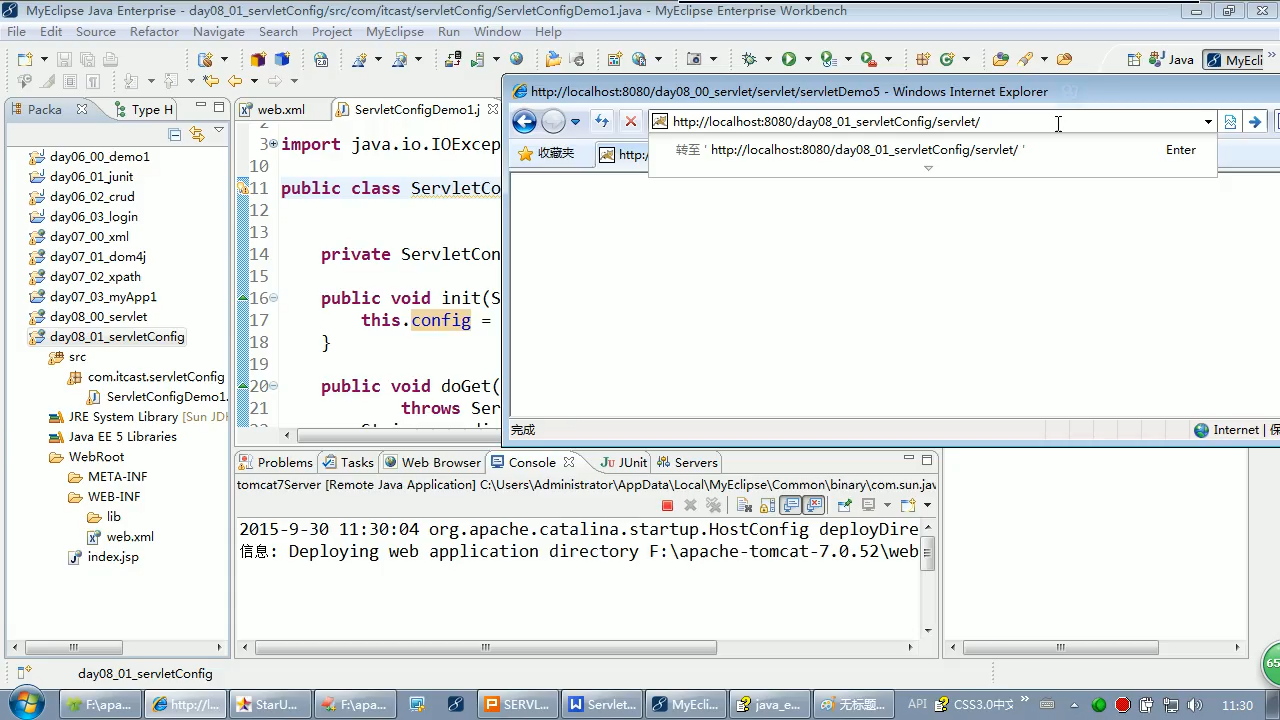 MyEclipse Java Enterprise - day08_01_servletConfig/src/com/itcast/servletConfig/ServletConfigDemo1.java - MyEclipse Enterprise Workbench
File Edit Source Refactor Navigate Search Project MyEclipse Run Window Help
Java MyEcli
Packa Type H
day06_00_demo1
day06_01_junit
day06_02_crud
day06_03_login
day07_00_xml
day07_01_dom4j
day07_02_xpath
day07_03_myApp1
day08_00_servlet
day08_01_servletConfig
src
com.itcast.servletConfig
ServletConfigDemo1.
JRE System Library [Sun JDK
Java EE 5 Libraries
WebRoot
META-INF
WEB-INF
lib
web.xml
index.jsp
web.xml ServletConfigDemo1.j
2
3 import java.io.IOExcep
10
11 public class ServletCo
12
13
14 private ServletCon
15
16 public void init(S
17 this.config =
18 }
19
20 public void doGet(
21 throws Ser
http://localhost:8080/day08_00_servlet/servlet/servletDemo5 - Windows Internet Explorer
http://localhost:8080/day08_01_servletConfig/servlet/
转至 ' http://localhost:8080/day08_01_servletConfig/servlet/ ' Enter
收藏夹 http:/
完成 Internet | 保
Problems Tasks Web Browser Console JUnit Servers
tomcat7Server [Remote Java Application] C:\Users\Administrator\AppData\Local\MyEclipse\Common\binary\com.sun.jav
2015-9-30 11:30:04 org.apache.catalina.startup.HostConfig deployDire
信息: Deploying web application directory F:\apache-tomcat-7.0.52\web
day08_01_servletConfig
65
F:\apa... http://l... StarU... F:\apa... SERVL... Servlet... MyEcli... java_e... 无标题... API CSS3.0中 11:30